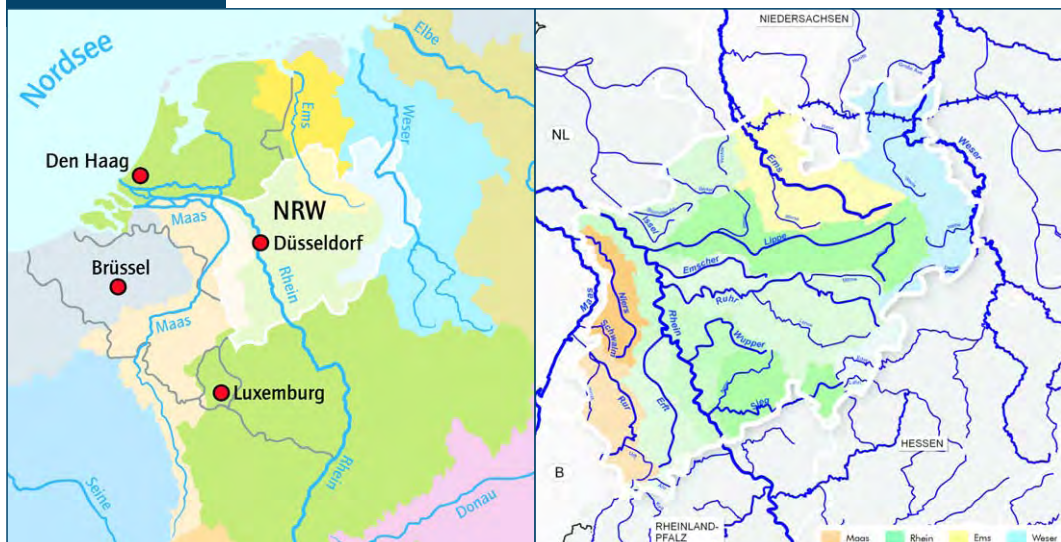 Nordsee
Elbe
Ems
Weser
Den Haag
Maas
NRW
Düsseldorf
Brüssel
Rhein
Maas
Luxemburg
Rhein
Seine
Donau
NIEDERSACHSEN
NL
Ems
Weser
Issel
Lippe
Emscher
Maas
Niers
Ruhr
Rhein
Schwalm
Wupper
Rur
Erft
Sieg
HESSEN
B
RHEINLAND-
PFALZ
Maas
Rhein
Ems
Weser